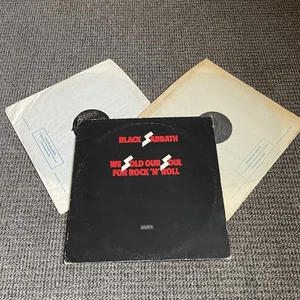 BLACK SABBATH
WE SOLD OUR SOUL
FOR ROCK 'N' ROLL